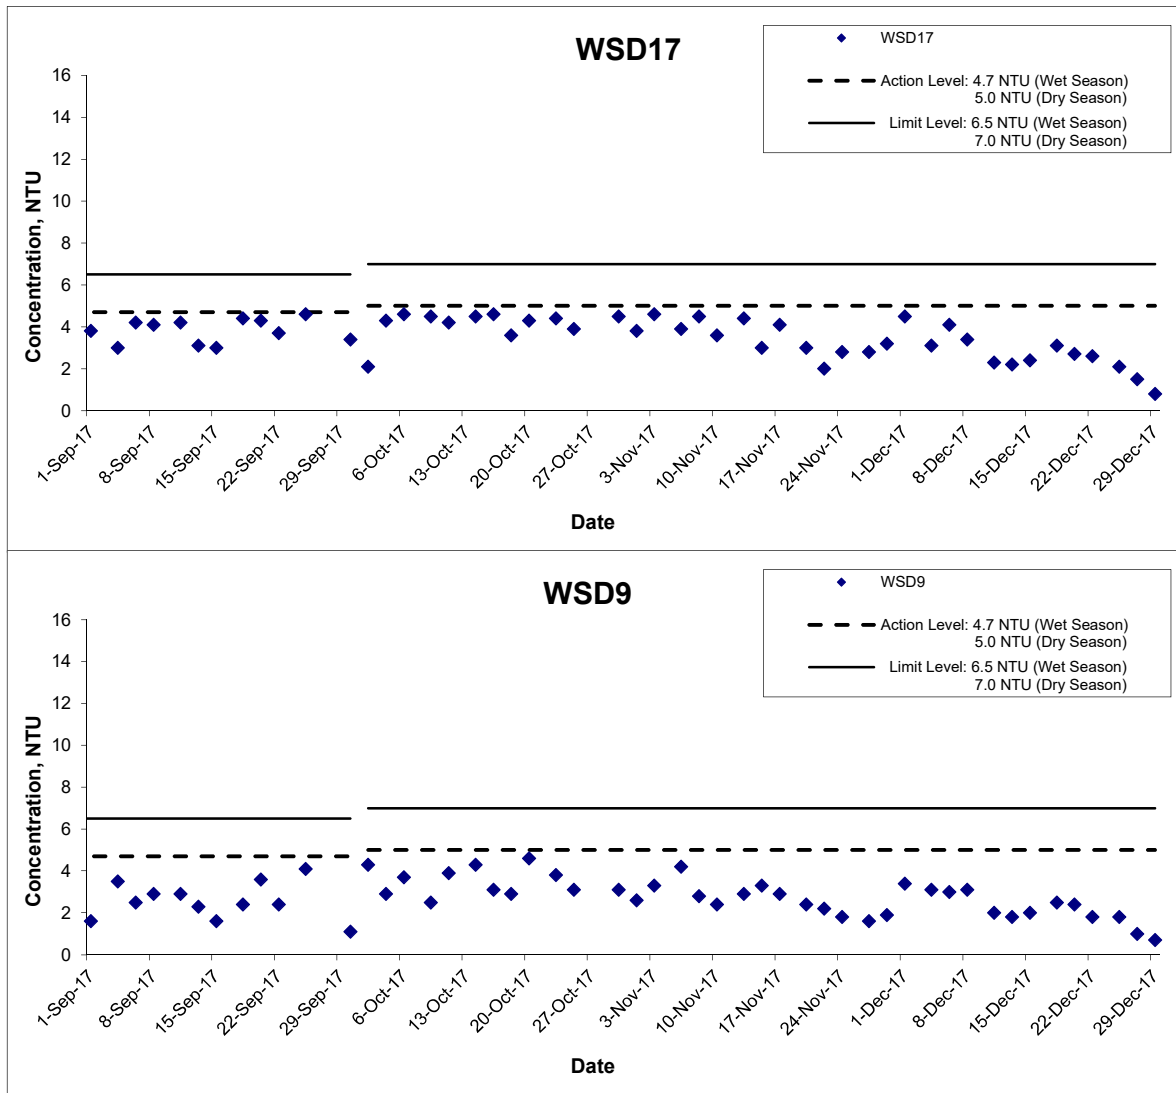 WSD17
WSD17
Action Level: 4.7 NTU (Wet Season)
5.0 NTU (Dry Season)
Limit Level: 6.5 NTU (Wet Season)
7.0 NTU (Dry Season)
Concentration, NTU
16
14
12
10
8
6
4
2
0
1-Sep-17
8-Sep-17
15-Sep-17
22-Sep-17
29-Sep-17
6-Oct-17
13-Oct-17
20-Oct-17
27-Oct-17
3-Nov-17
10-Nov-17
17-Nov-17
24-Nov-17
1-Dec-17
8-Dec-17
15-Dec-17
22-Dec-17
29-Dec-17
Date
WSD9
WSD9
Action Level: 4.7 NTU (Wet Season)
5.0 NTU (Dry Season)
Limit Level: 6.5 NTU (Wet Season)
7.0 NTU (Dry Season)
Concentration, NTU
16
14
12
10
8
6
4
2
0
1-Sep-17
8-Sep-17
15-Sep-17
22-Sep-17
29-Sep-17
6-Oct-17
13-Oct-17
20-Oct-17
27-Oct-17
3-Nov-17
10-Nov-17
17-Nov-17
24-Nov-17
1-Dec-17
8-Dec-17
15-Dec-17
22-Dec-17
29-Dec-17
Date